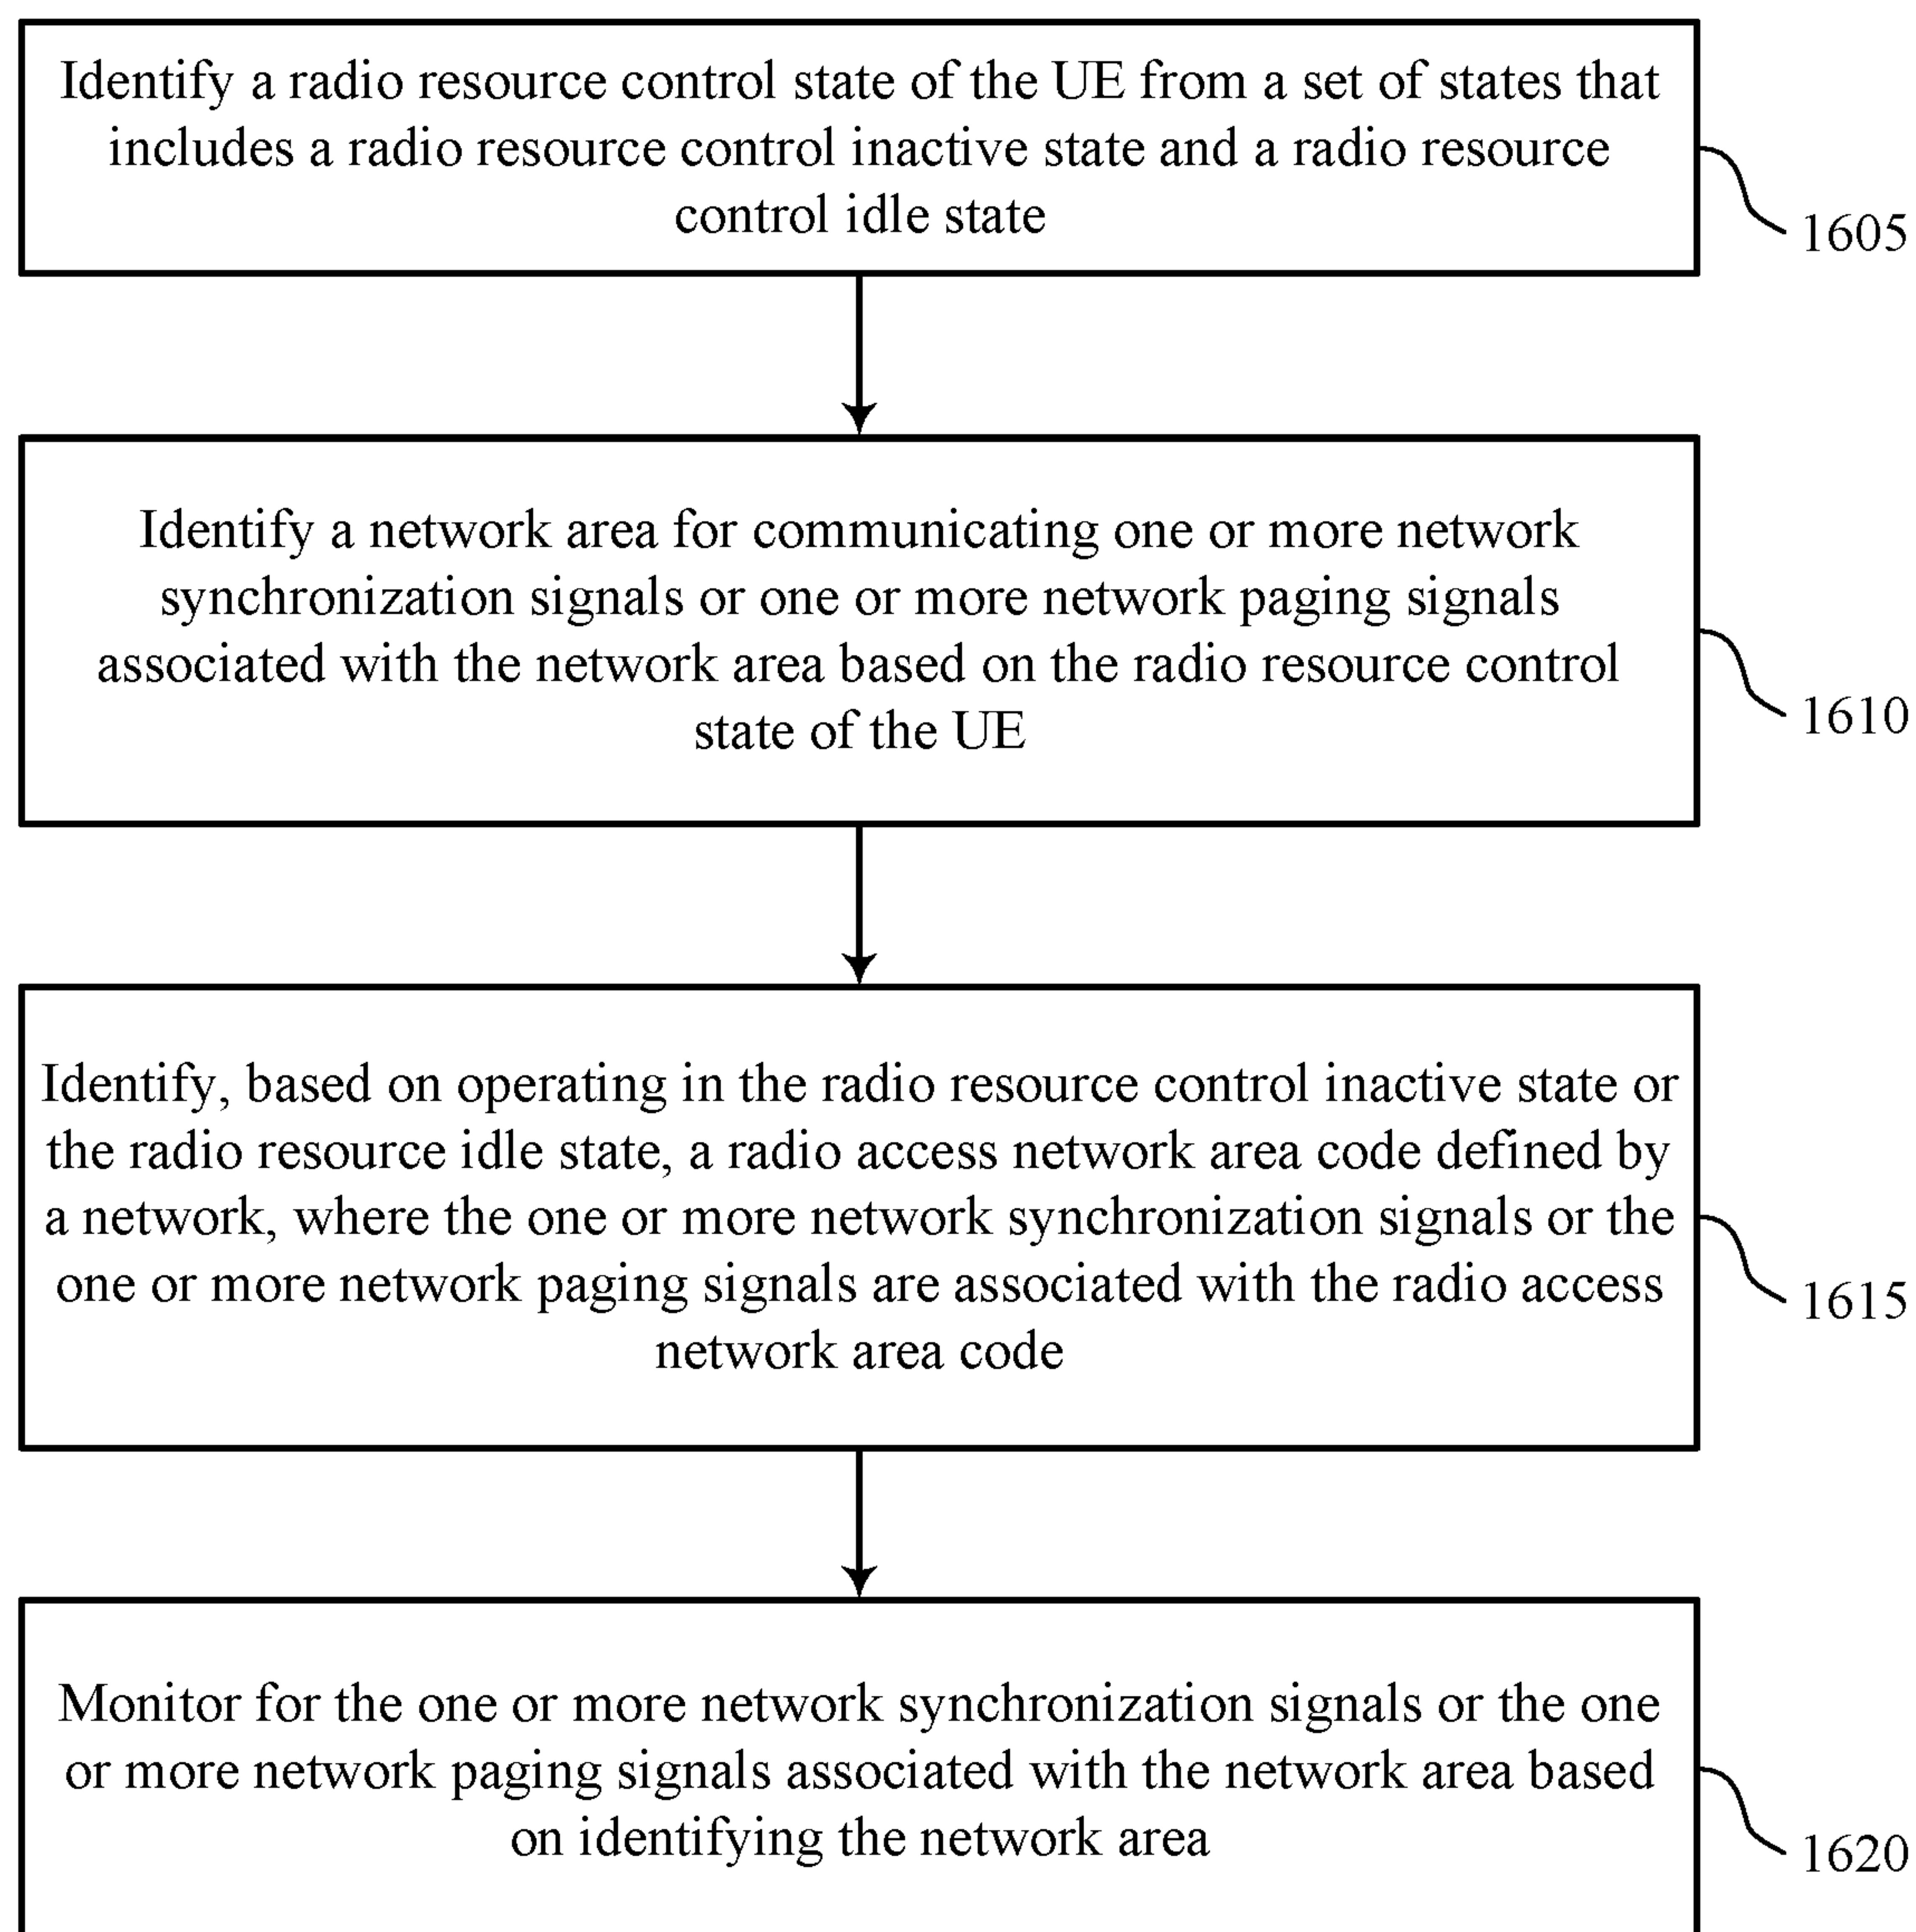 Identify a radio resource control state of the UE from a set of states that
includes a radio resource control inactive state and a radio resource
control idle state
1605
Identify a network area for communicating one or more network
synchronization signals or one or more network paging signals
associated with the network area based on the radio resource control
state of the UE
1610
Identify, based on operating in the radio resource control inactive state or
the radio resource idle state, a radio access network area code defined by
a network, where the one or more network synchronization signals or the
one or more network paging signals are associated with the radio access
network area code
1615
Monitor for the one or more network synchronization signals or the one
or more network paging signals associated with the network area based
on identifying the network area
1620